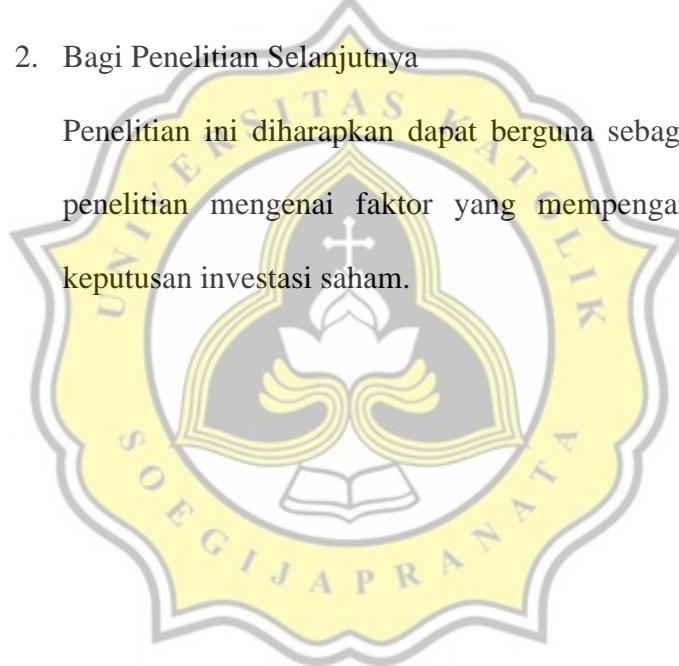 2. Bagi Penelitian Selanjutnya
Penelitian ini diharapkan dapat berguna sebag
penelitian mengenai faktor yang mempengar
keputusan investasi saham.
UNIVERSITAS KATOLIK
SOEGIJAPRANATA